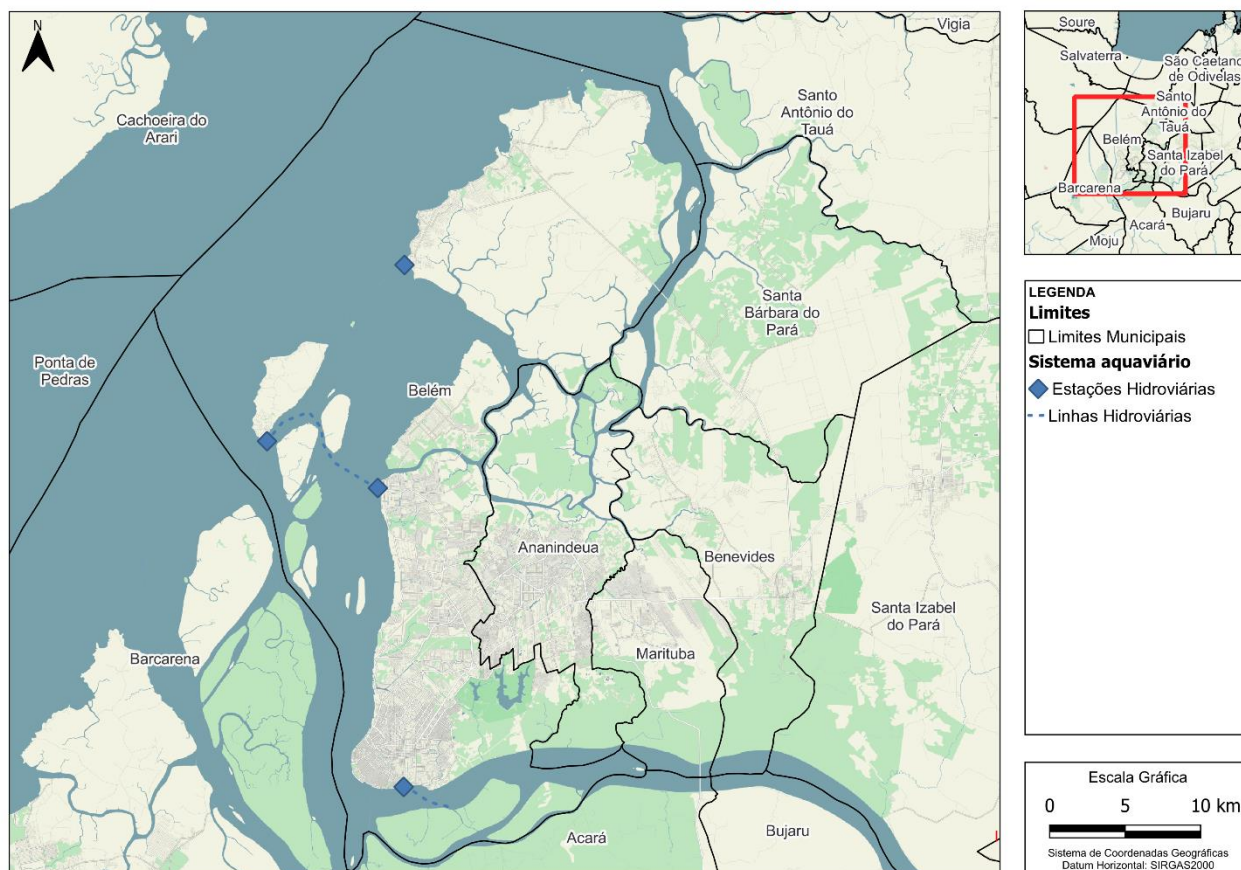 N
Vigia
Cachoeira do
Arari
Santo
Antônio do
Tauá
Santa
Bárbara do
Pará
Ponta de
Pedras
Belém
Ananindeua
Benevides
Santa Izabel
do Pará
Marituba
Barcarena
Acará
Bujaru
Soure
Salvaterra
São Caetano
de Odivelas
Santo
Antônio do
Tauá
Belém
Santa Izabel
do Pará
Barcarena
Bujaru
Acará
Moju
LEGENDA
Limites
Limites Municipais
Sistema aquaviário
Estações Hidroviárias
Linhas Hidroviárias
Escala Gráfica
0 5 10 km
Sistema de Coordenadas Geográficas
Datum Horizontal: SIRGAS2000